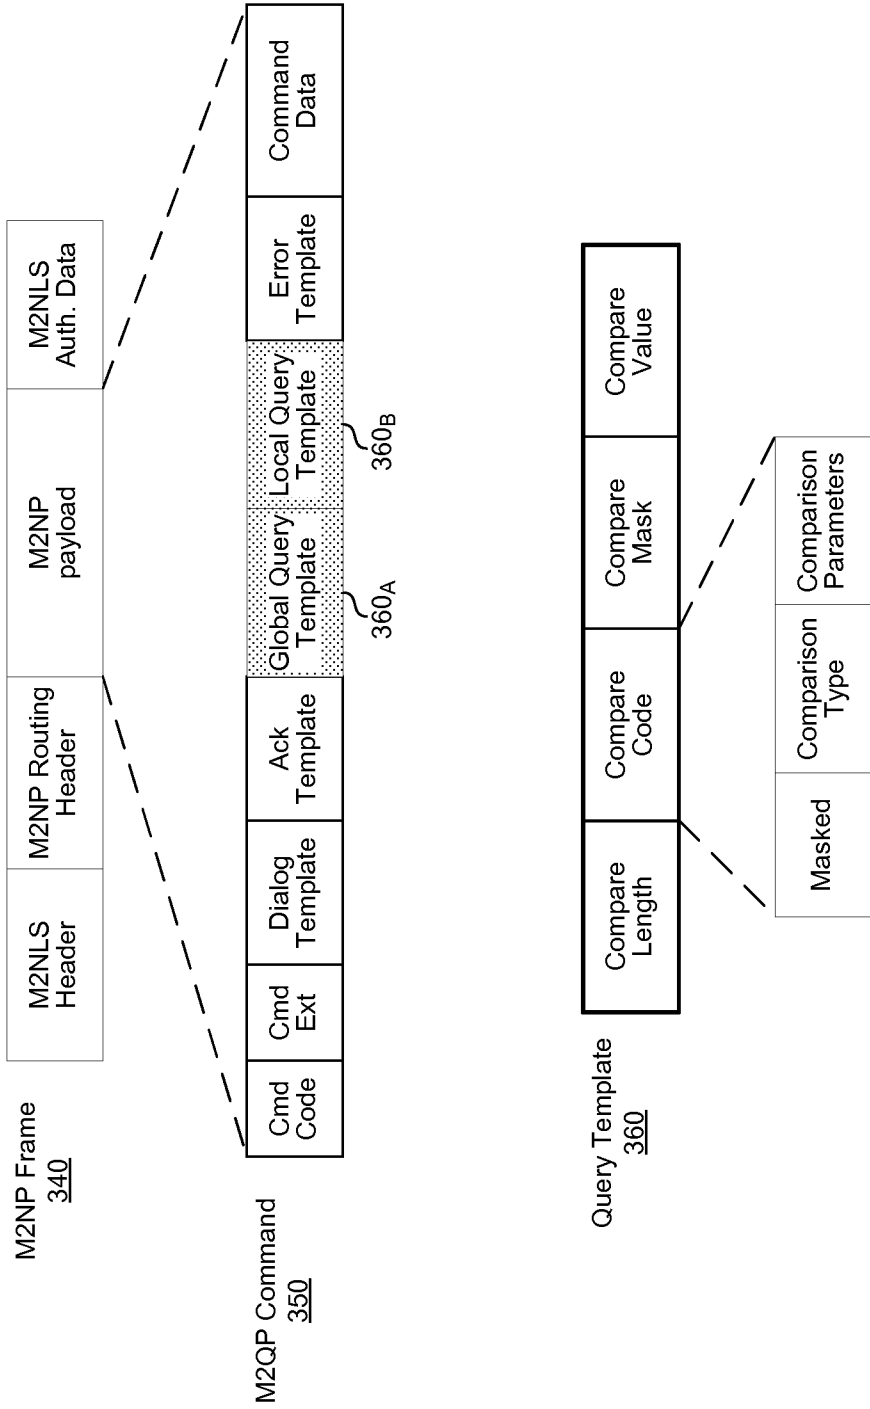 M2NP Frame
340
M2NLS
Header
M2NP Routing
Header
M2NP
payload
M2NLS
Auth. Data
M2QP Command
350
Cmd
Code
Cmd
Ext
Dialog
Template
Ack
Template
Global Query
Template
Local Query
Template
Error
Template
Command
Data
360A
360B
Query Template
360
Compare
Length
Compare
Code
Compare
Mask
Compare
Value
Masked
Comparison
Type
Comparison
Parameters